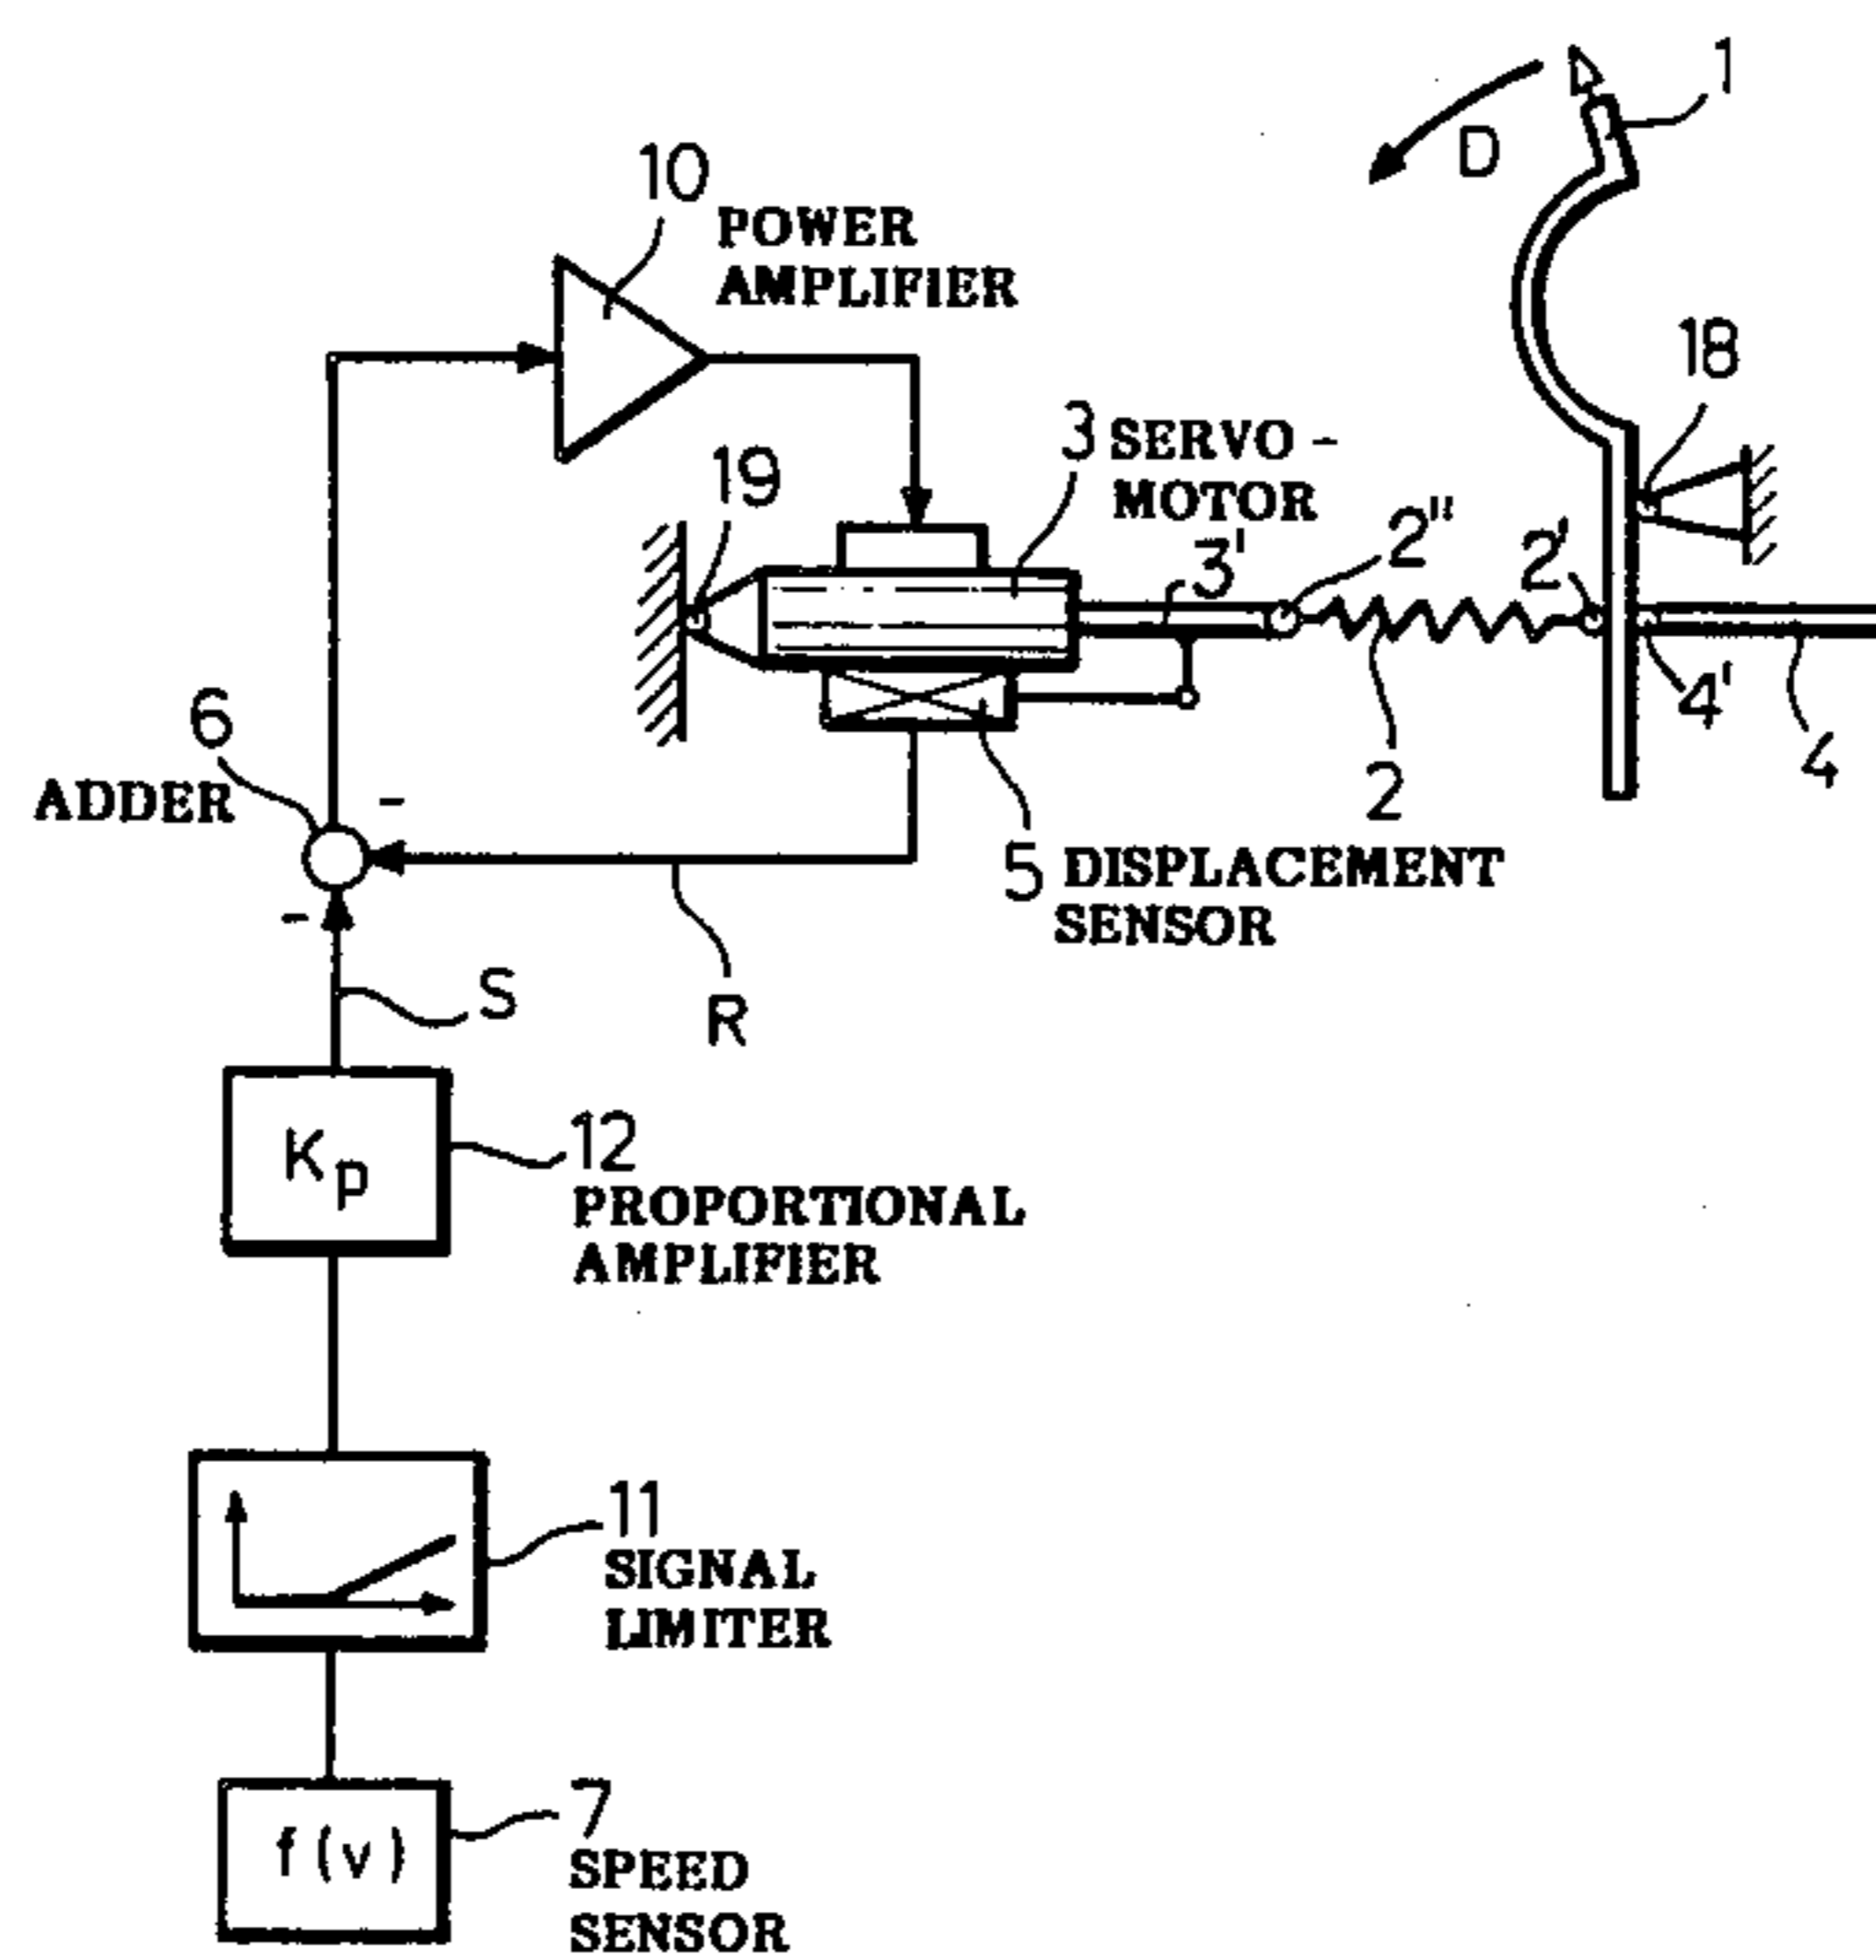 1
D
10
POWER
AMPLIFIER
18
3 SERVO-
MOTOR
19
2"
2'
3'
4'
4
2
6
ADDER
-
-
5 DISPLACEMENT
SENSOR
S
R
Kp
12
PROPORTIONAL
AMPLIFIER
11
SIGNAL
LIMITER
f(v)
7
SPEED
SENSOR